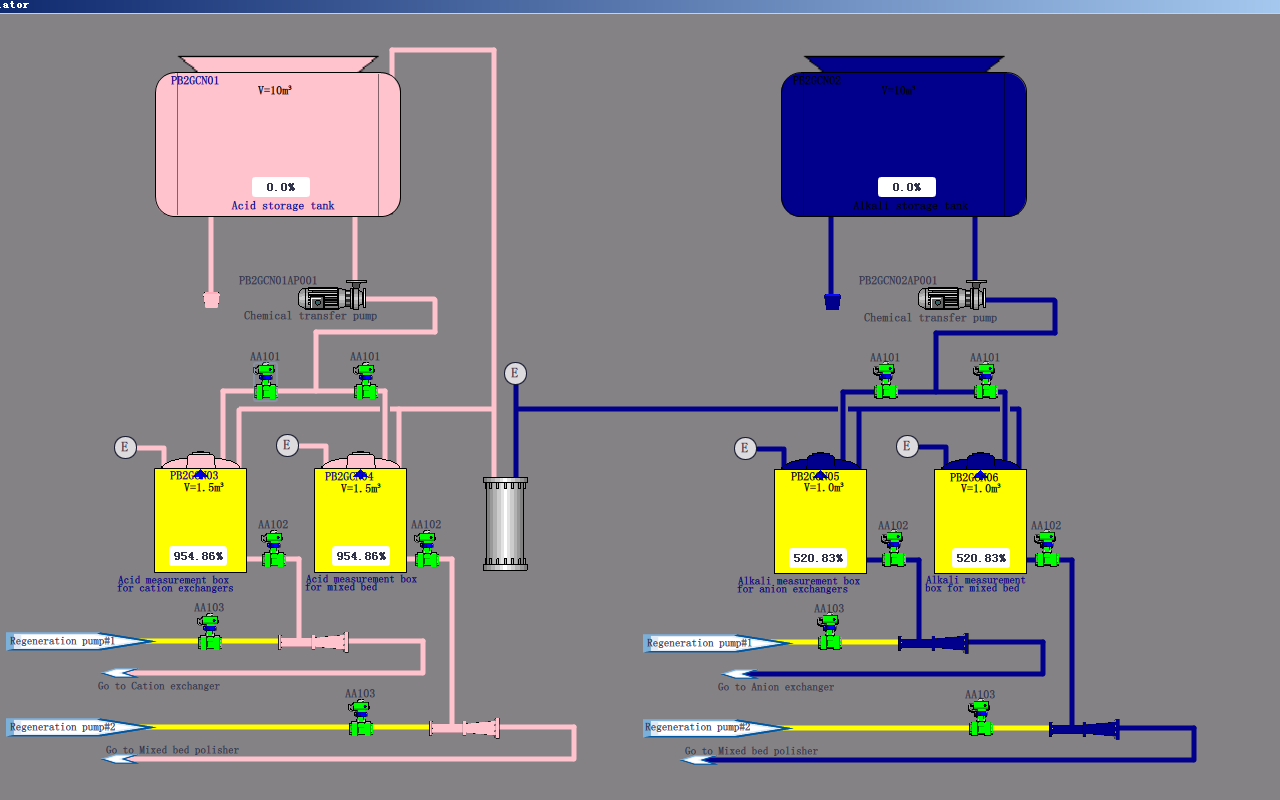 ator
PB2GCN01
V=10m³
0.0%
Acid storage tank
PB2GCN02
V=10m³
0.0%
Alkali storage tank
PB2GCN01AP001
Chemical transfer pump
PB2GCN02AP001
Chemical transfer pump
AA101
AA101
AA101
AA101
E
E
E
E
E
PB2GCN03
V=1.5m³
954.86%
PB2GCN04
V=1.5m³
954.86%
PB2GCN05
V=1.0m³
520.83%
PB2GCN06
V=1.0m³
520.83%
AA102
AA102
AA102
AA102
Acid measurement box
for cation exchangers
Acid measurement box
for mixed bed
Alkali measurement box
for anion exchangers
Alkali measurement
box for mixed bed
AA103
AA103
Regeneration pump#1
Regeneration pump#1
Go to Cation exchanger
Go to Anion exchanger
AA103
AA103
Regeneration pump#2
Regeneration pump#2
Go to Mixed bed polisher
Go to Mixed bed polisher